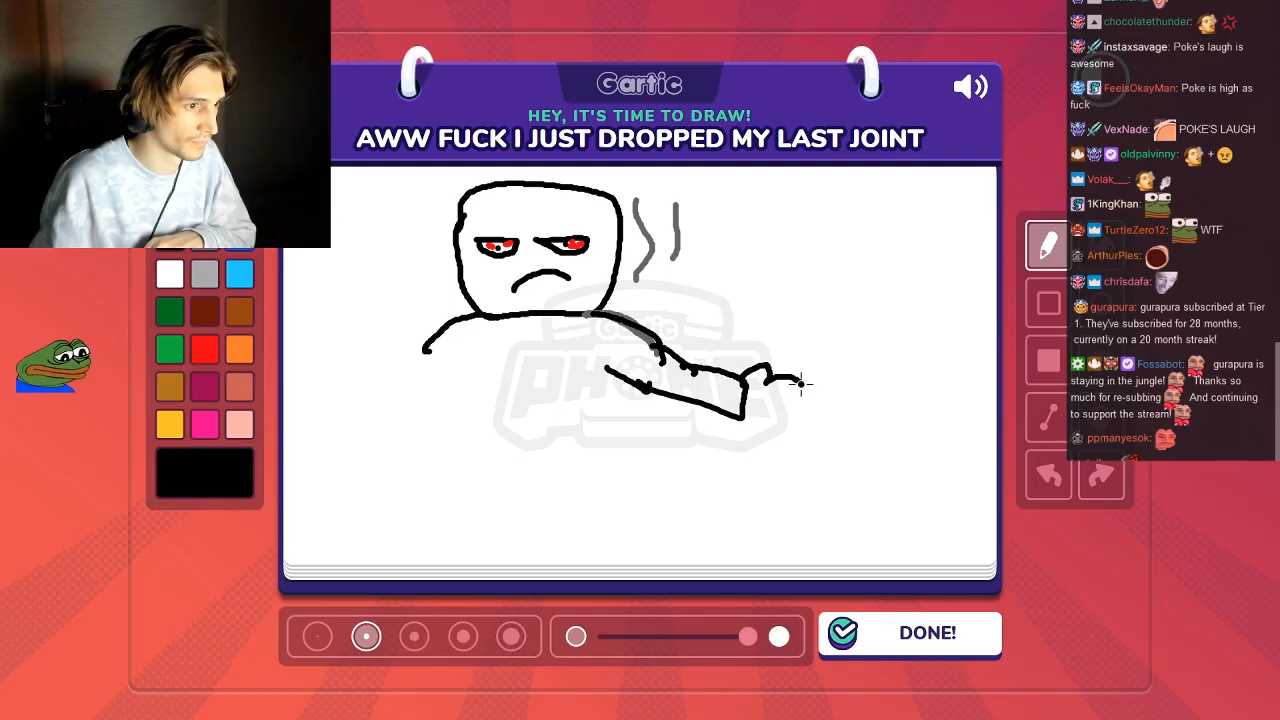 Gartic
HEY, IT'S TIME TO DRAW!
AWW FUCK I JUST DROPPED MY LAST JOINT
Gartic
PHONE
DONE!
chocolatethunder:
instaxsavage: Poke's laugh is
awesome
FeelsOkayMan: Poke is high as
fuck
VexNade: POKE'S LAUGH
oldpalvinny: +
Volak__:
1KingKhan:
TurtleZero12: WTF
ArthurPles:
chrisdafa:
gurapura: gurapura subscribed at Tier
1. They've subscribed for 28 months,
currently on a 20 month streak!
Fossabot: gurapura is
staying in the jungle! Thanks so
much for re-subbing And continuing
to support the stream!
ppmanyesok: